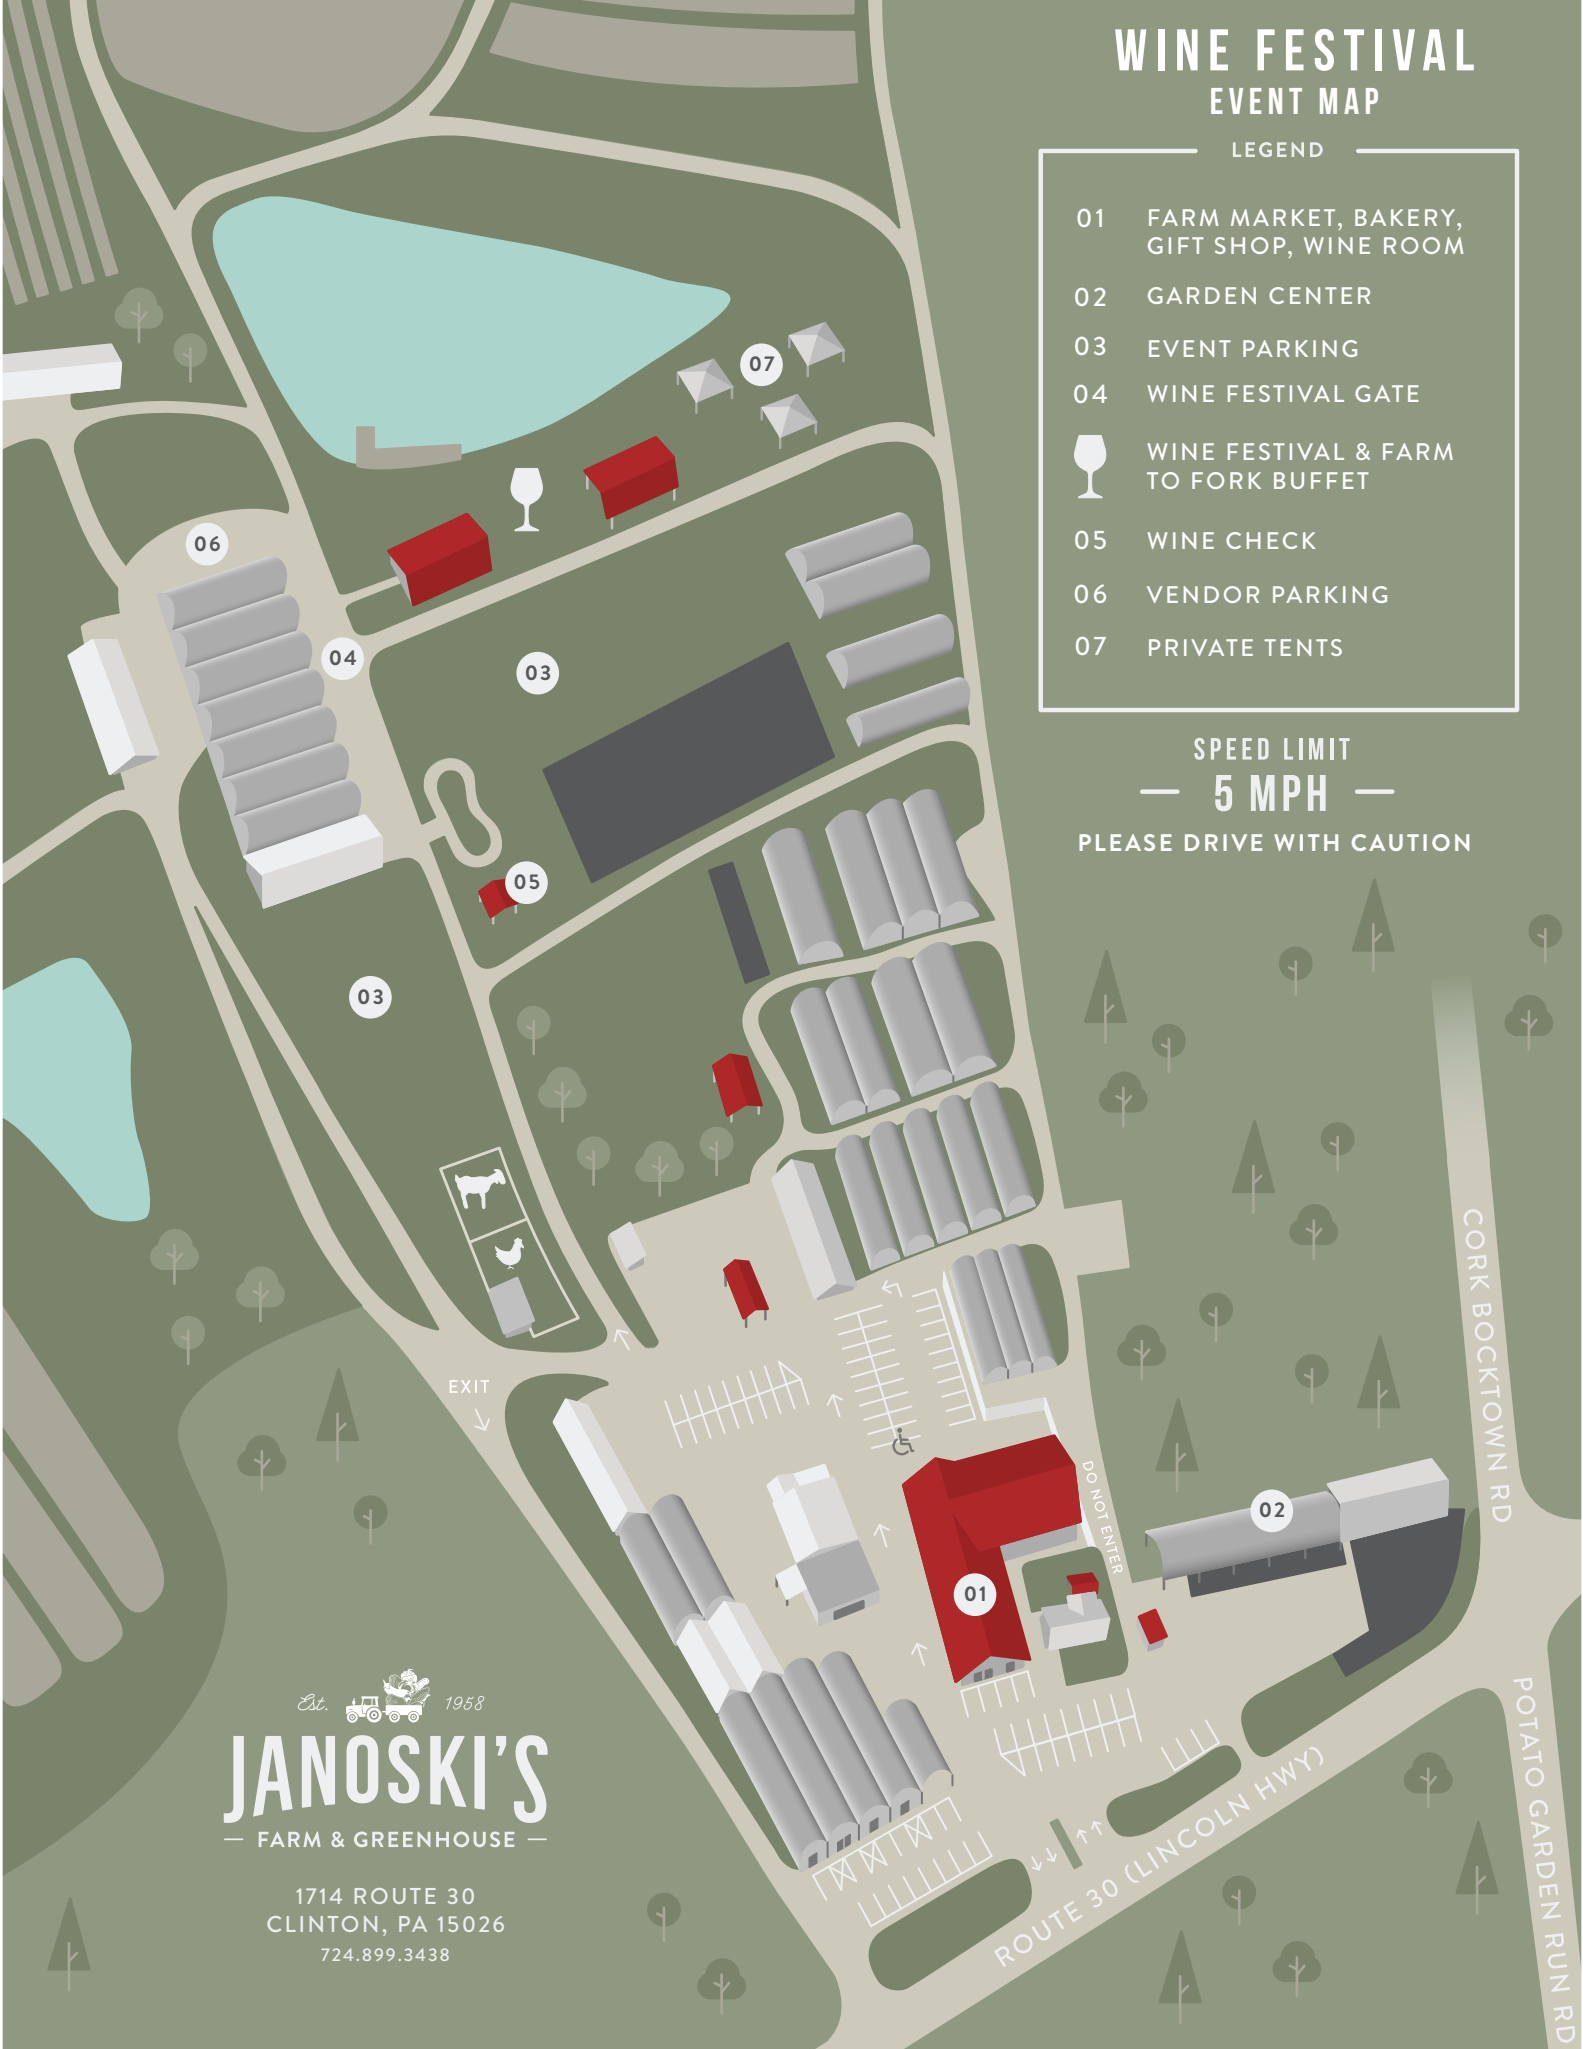 WINE FESTIVAL
EVENT MAP
LEGEND
01 FARM MARKET, BAKERY,
GIFT SHOP, WINE ROOM
02 GARDEN CENTER
03 EVENT PARKING
04 WINE FESTIVAL GATE
WINE FESTIVAL & FARM
TO FORK BUFFET
05 WINE CHECK
06 VENDOR PARKING
07 PRIVATE TENTS
SPEED LIMIT
5 MPH
PLEASE DRIVE WITH CAUTION
07
06
04
03
05
03
EXIT
DO NOT ENTER
02
01
CORK BOCKTOWN RD
POTATO GARDEN RUN RD
ROUTE 30 (LINCOLN HWY)
Est. 1958
JANOSKI'S
FARM & GREENHOUSE
1714 ROUTE 30
CLINTON, PA 15026
724.899.3438